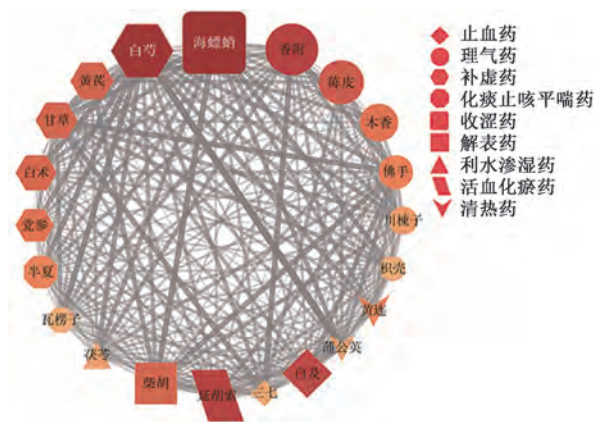 海螵蛸
香附
陈皮
木香
佛手
川楝子
枳壳
黄连
蒲公英
白及
三七
延胡索
柴胡
茯苓
瓦楞子
半夏
党参
白术
甘草
黄芪
白芍
止血药
理气药
补虚药
化痰止咳平喘药
收涩药
解表药
利水渗湿药
活血化瘀药
清热药